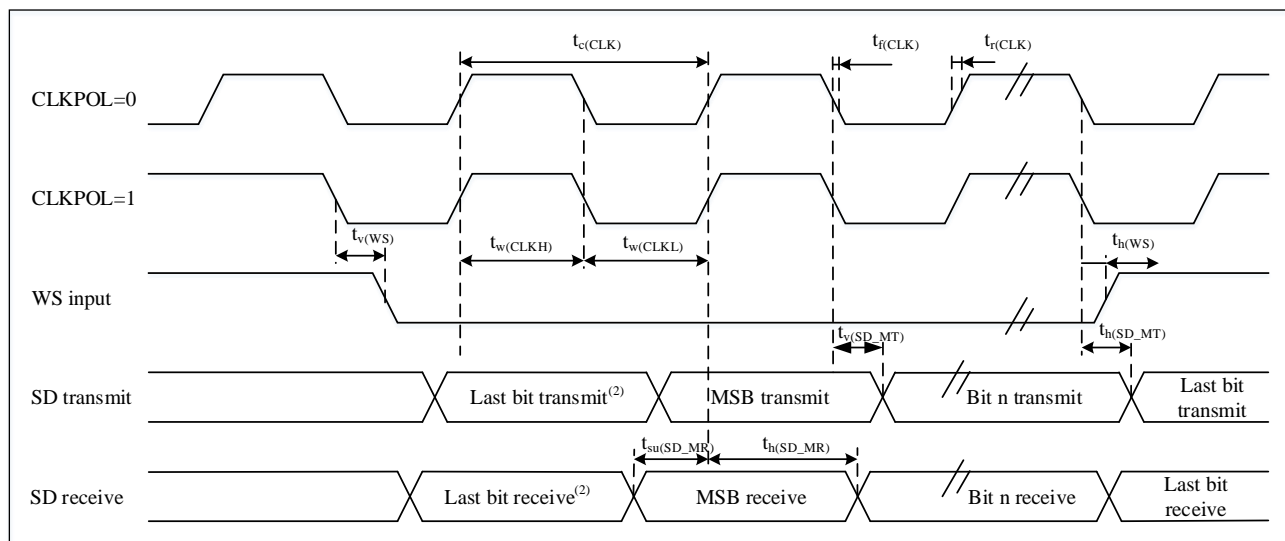 t_c(CLK)
t_f(CLK)
t_r(CLK)
CLKPOL=0
CLKPOL=1
t_v(WS)
t_w(CLKH)
t_w(CLKL)
t_h(WS)
WS input
t_v(SD_MT)
t_h(SD_MT)
SD transmit
Last bit transmit(2)
MSB transmit
Bit n transmit
Last bit
transmit
t_su(SD_MR)
t_h(SD_MR)
SD receive
Last bit receive(2)
MSB receive
Bit n receive
Last bit
receive